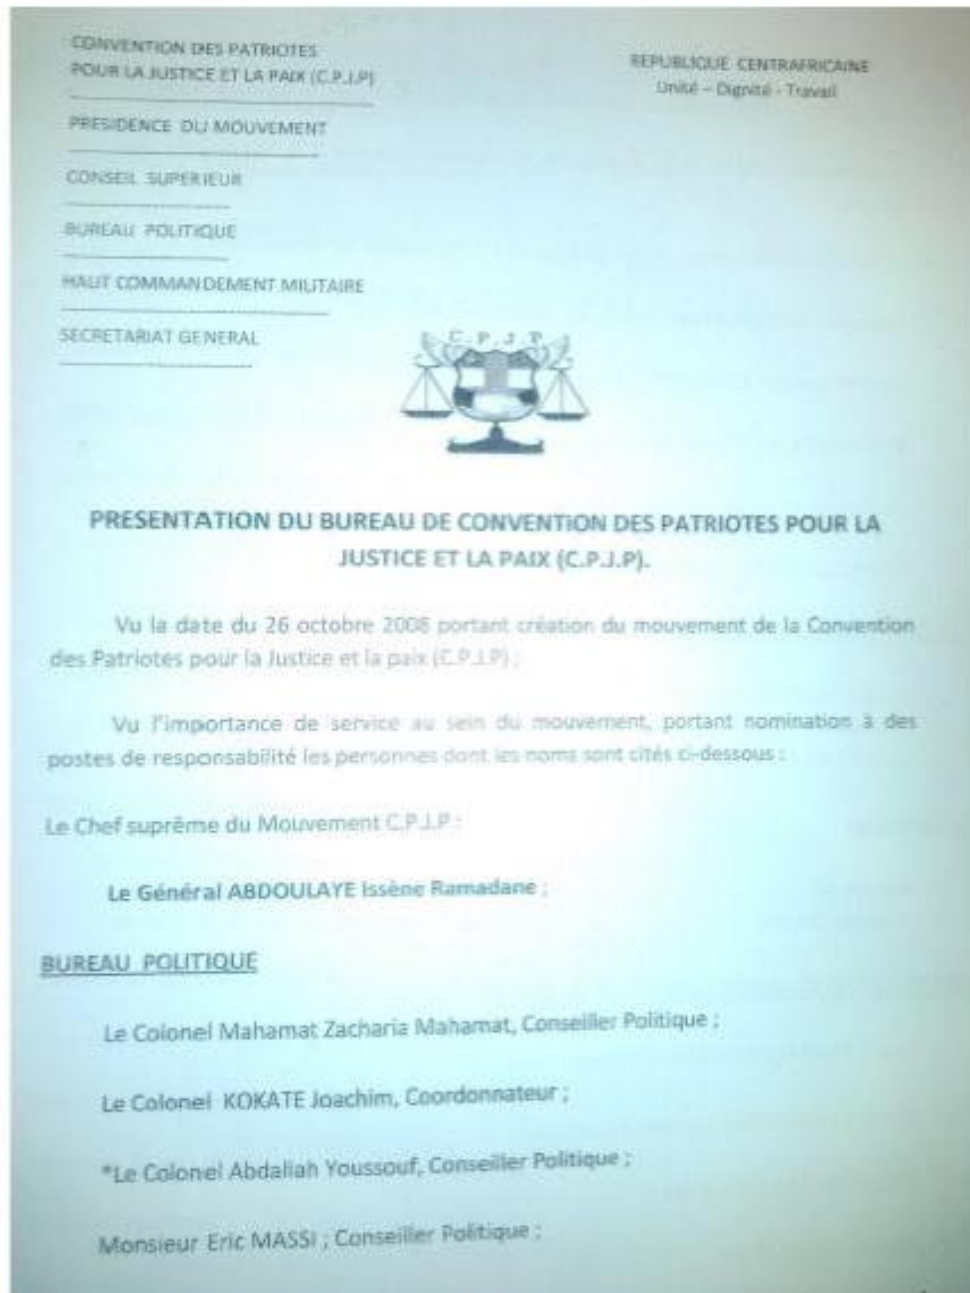 CONVENTION DES PATRIOTES
POUR LA JUSTICE ET LA PAIX (C.P.J.P)
REPUBLIQUE CENTRAFRICAINE
Unité – Dignité - Travail
PRESIDENCE DU MOUVEMENT
CONSEIL SUPERIEUR
BUREAU POLITIQUE
HAUT COMMANDEMENT MILITAIRE
SECRETARIAT GENERAL
C.P.J.P
PRESENTATION DU BUREAU DE CONVENTION DES PATRIOTES POUR LA
JUSTICE ET LA PAIX (C.P.J.P).
Vu la date du 26 octobre 2008 portant création du mouvement de la Convention
des Patriotes pour la Justice et la paix (C.P.J.P) ;
Vu l'importance de service au sein du mouvement, portant nomination à des
postes de responsabilité les personnes dont les noms sont cités ci-dessous :
Le Chef suprême du Mouvement C.P.J.P :
Le Général ABDOULAYE Issène Ramadane ;
BUREAU POLITIQUE
Le Colonel Mahamat Zacharia Mahamat, Conseiller Politique ;
Le Colonel KOKATE Joachim, Coordonnateur ;
*Le Colonel Abdallah Youssouf, Conseiller Politique ;
Monsieur Eric MASSI ; Conseiller Politique ;